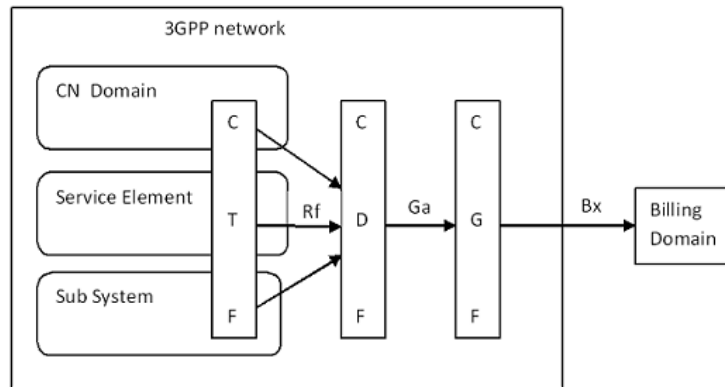 3GPP network
CN Domain
Service Element
Sub System
C
T
F
Rf
C
D
F
Ga
C
G
F
Bx
Billing
Domain